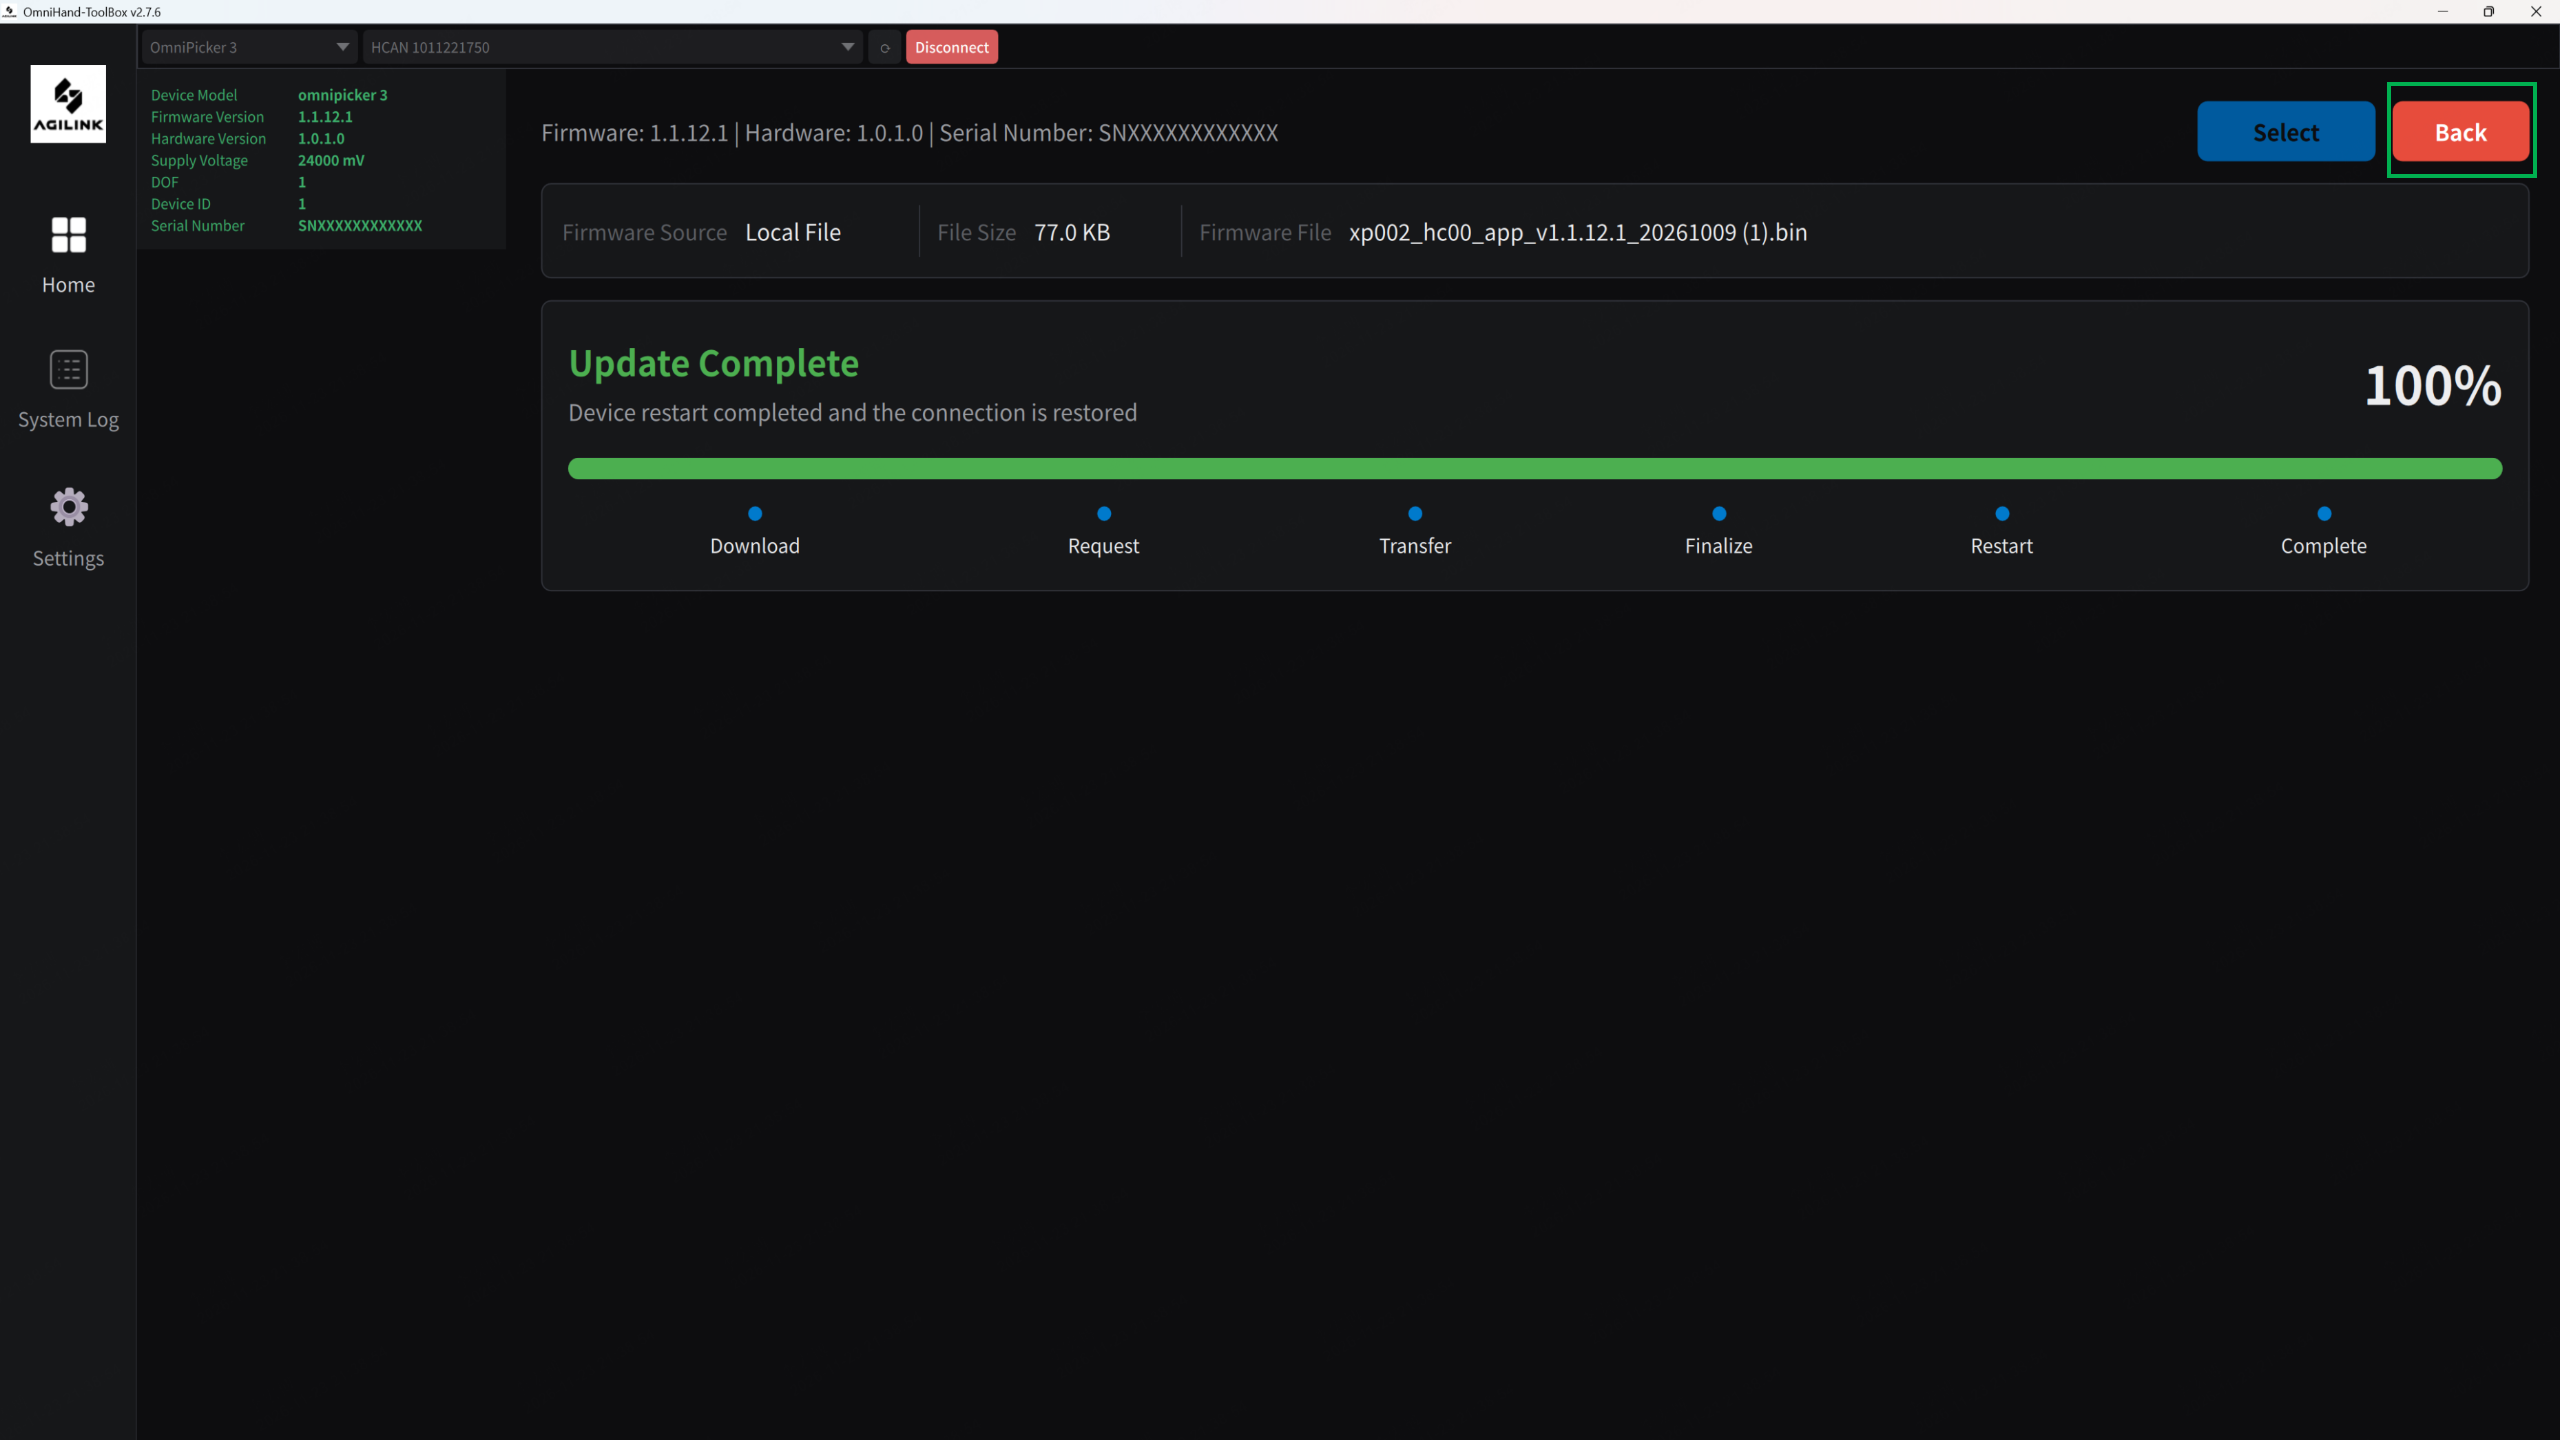 OmniHand-ToolBox v2.7.6
OmniPicker 3
HCAN 1011221750
Disconnect
AGILINK
Home
System Log
Settings
Device Model omnipicker 3
Firmware Version 1.1.12.1
Hardware Version 1.0.1.0
Supply Voltage 24000 mV
DOF 1
Device ID 1
Serial Number SNXXXXXXXXXXXX
Firmware: 1.1.12.1 | Hardware: 1.0.1.0 | Serial Number: SNXXXXXXXXXXXX
Select
Back
Firmware Source Local File
File Size 77.0 KB
Firmware File xp002_hc00_app_v1.1.12.1_20261009 (1).bin
Update Complete
Device restart completed and the connection is restored
100%
Download
Request
Transfer
Finalize
Restart
Complete